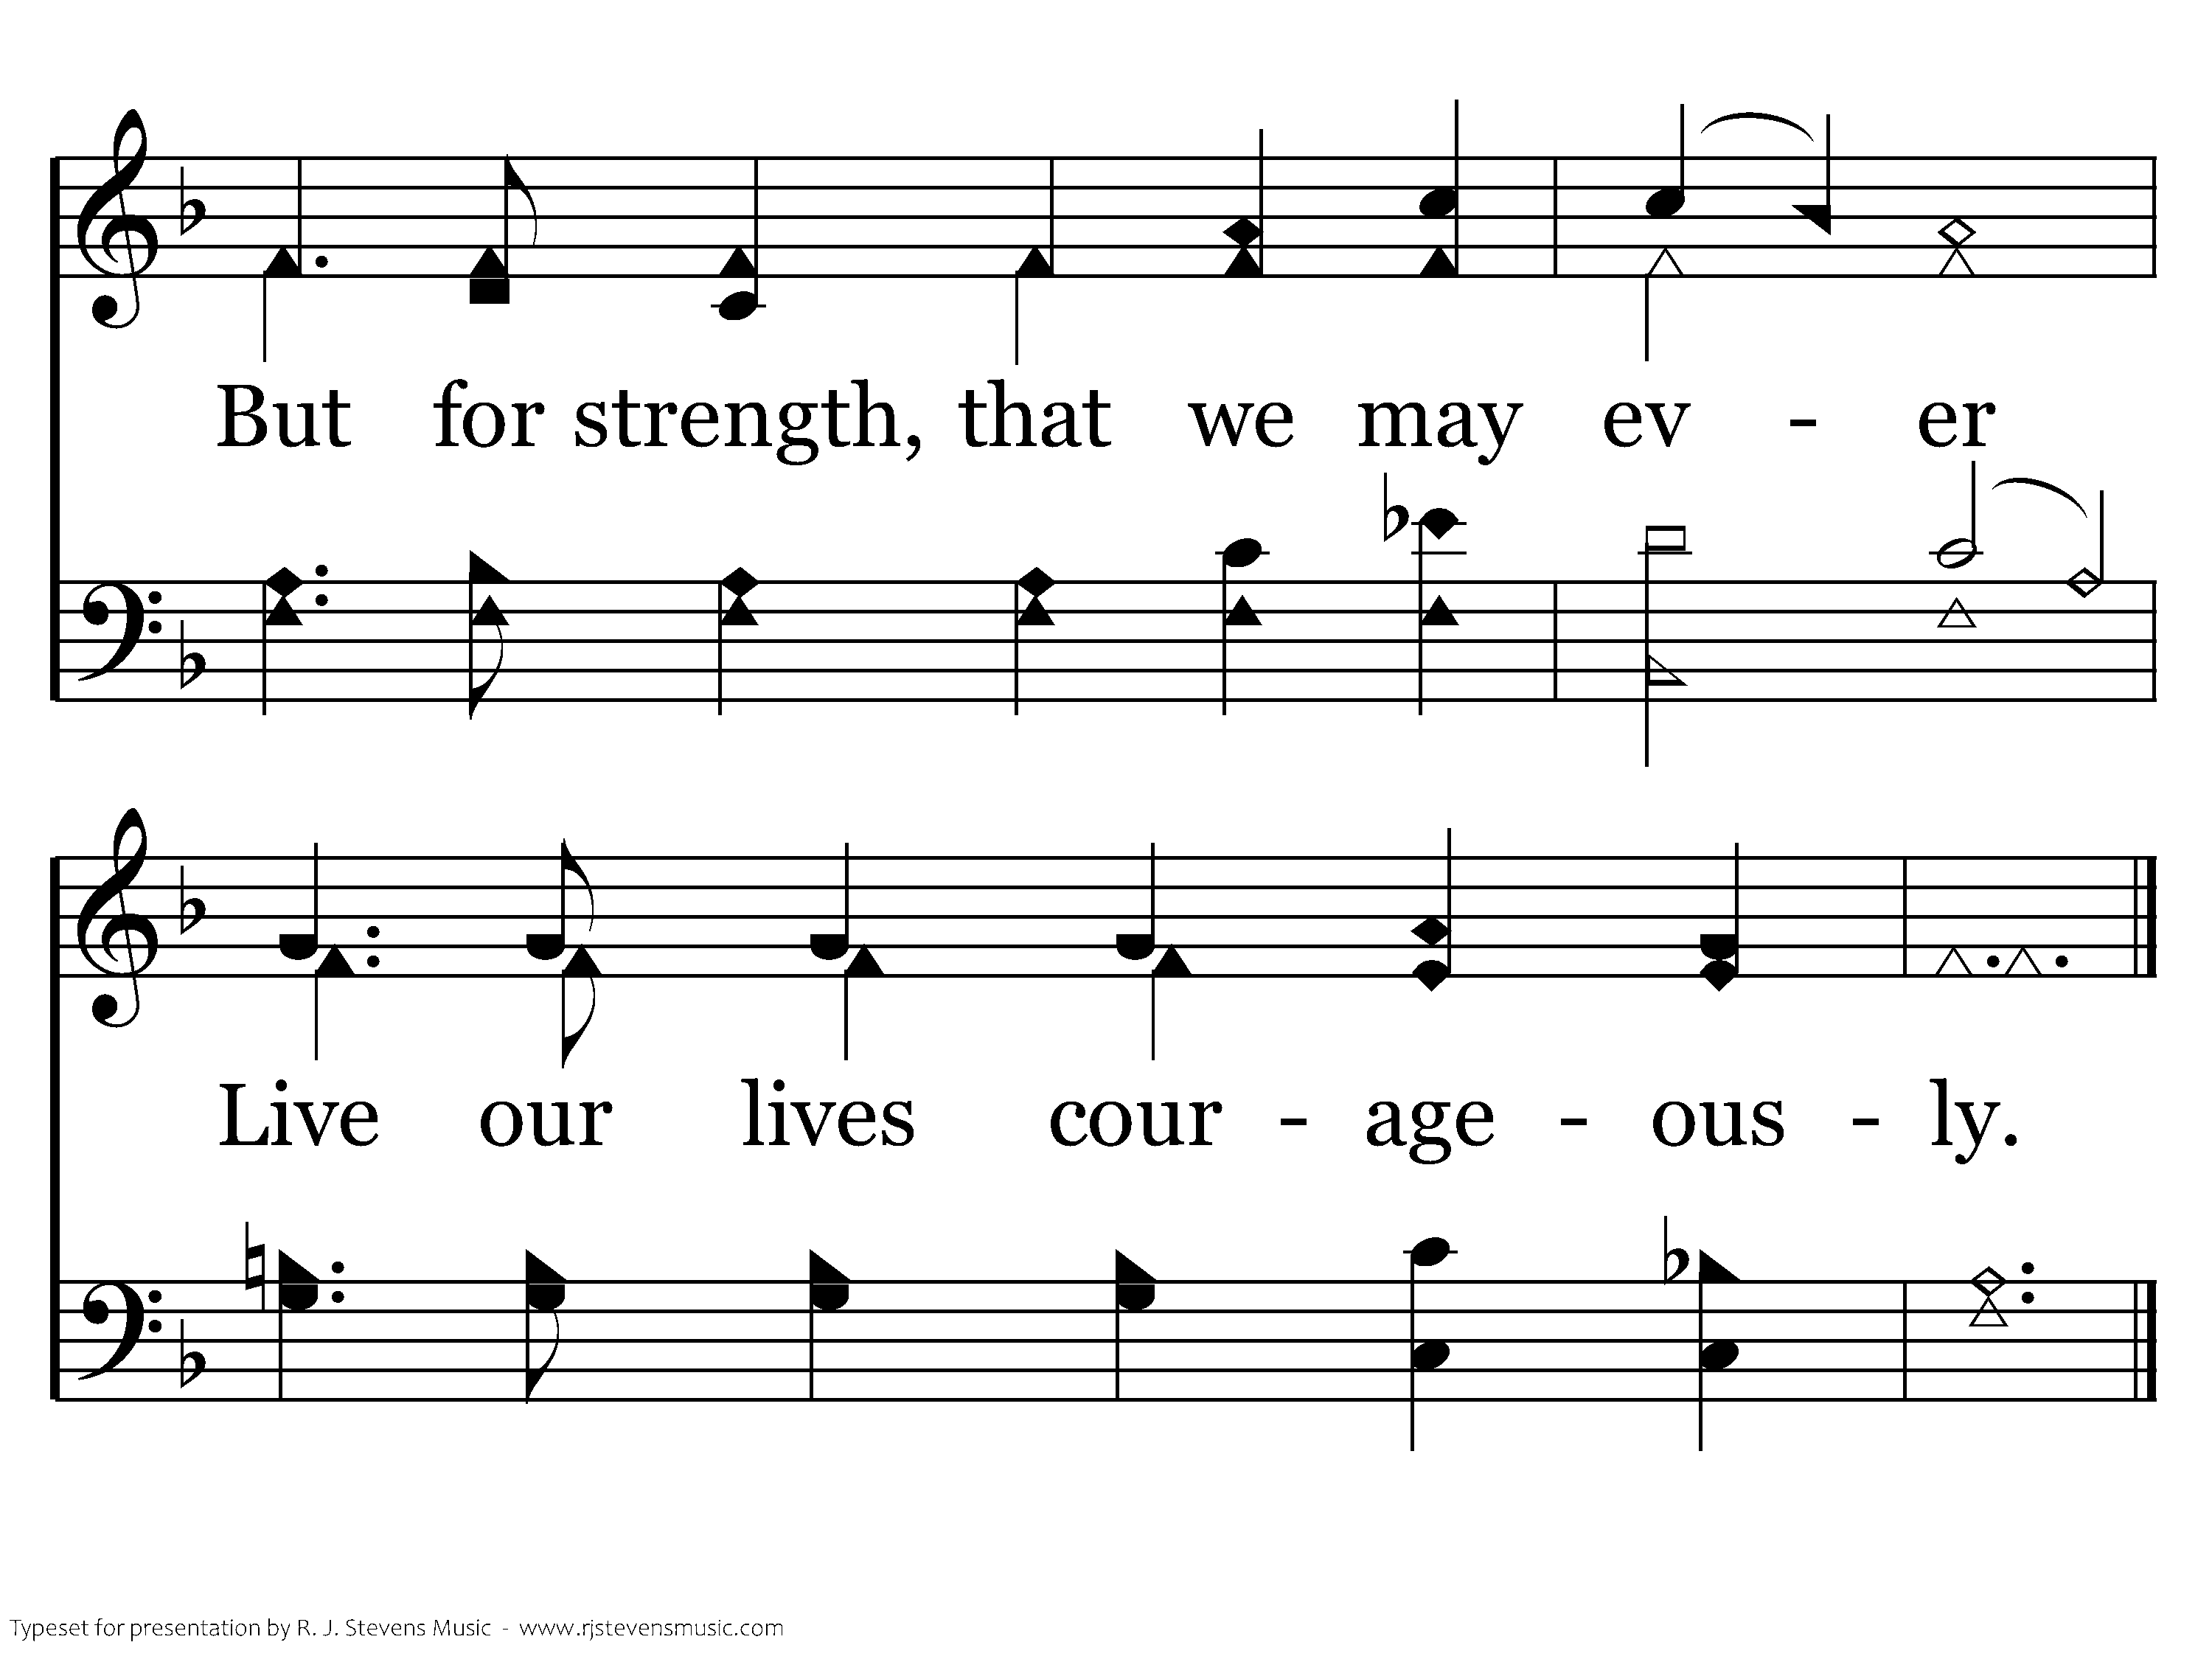 But for strength, that we may ev - er
Live our lives cour - age - ous - ly.
Typeset for presentation by R. J. Stevens Music - www.rjstevensmusic.com